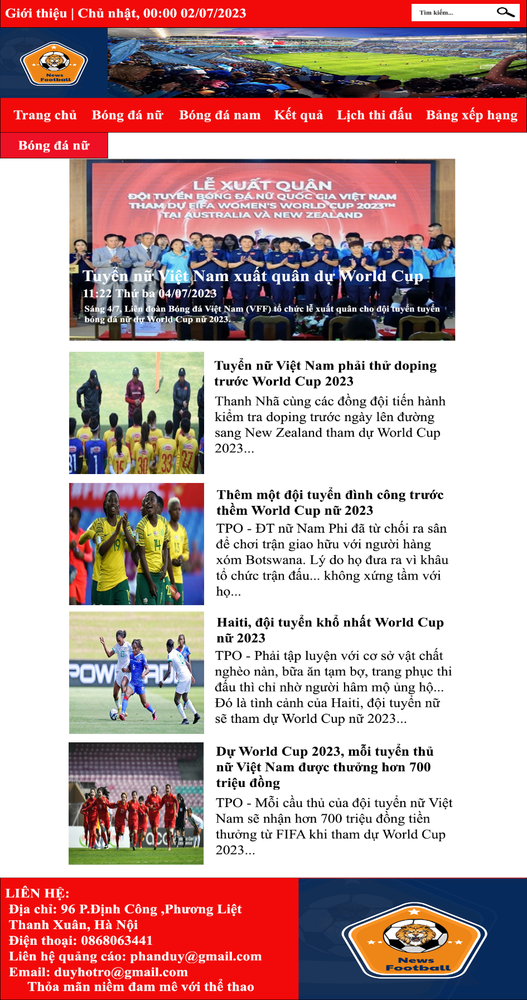 Giới thiệu | Chủ nhật, 00:00 02/07/2023
Tìm kiếm...
News
Football
Trang chủ Bóng đá nữ Bóng đá nam Kết quả Lịch thi đấu Bảng xếp hạng
Bóng đá nữ
LỄ XUẤT QUÂN
ĐỘI TUYỂN BÓNG ĐÁ NỮ QUỐC GIA VIỆT NAM
THAM DỰ FIFA WOMEN'S WORLD CUP 2023™
TẠI AUSTRALIA VÀ NEW ZEALAND
Tuyển nữ Việt Nam xuất quân dự World Cup
11:22 Thứ ba 04/07/2023
Sáng 4/7, Liên đoàn Bóng đá Việt Nam (VFF) tổ chức lễ xuất quân cho đội tuyển tuyển
bóng đá nữ dự World Cup nữ 2023.
31 1 15 30 33 27
Tuyển nữ Việt Nam phải thử doping
trước World Cup 2023
Thanh Nhã cùng các đồng đội tiến hành
kiểm tra doping trước ngày lên đường
sang New Zealand tham dự World Cup
2023...
19 14 13
Thêm một đội tuyển đình công trước
thềm World Cup nữ 2023
TPO - ĐT nữ Nam Phi đã từ chối ra sân
để chơi trận giao hữu với người hàng
xóm Botswana. Lý do họ đưa ra vì khâu
tổ chức trận đấu... không xứng tầm với
họ...
Haiti, đội tuyển khổ nhất World Cup
nữ 2023
TPO - Phải tập luyện với cơ sở vật chất
nghèo nàn, bữa ăn tạm bợ, trang phục thi
đấu thì chỉ nhờ người hâm mộ ủng hộ...
Đó là tình cảnh của Haiti, đội tuyển nữ
sẽ tham dự World Cup nữ 2023...
Dự World Cup 2023, mỗi tuyển thủ
nữ Việt Nam được thưởng hơn 700
triệu đồng
TPO - Mỗi cầu thủ của đội tuyển nữ Việt
Nam sẽ nhận hơn 700 triệu đồng tiền
thưởng từ FIFA khi tham dự World Cup
2023...
LIÊN HỆ:
Địa chỉ: 96 P.Định Công ,Phương Liệt
Thanh Xuân, Hà Nội
Điện thoại: 0868063441
Liên hệ quảng cáo: phanduy@gmail.com
Email: duyhotro@gmail.com
Thỏa mãn niềm đam mê với thể thao
News
Football